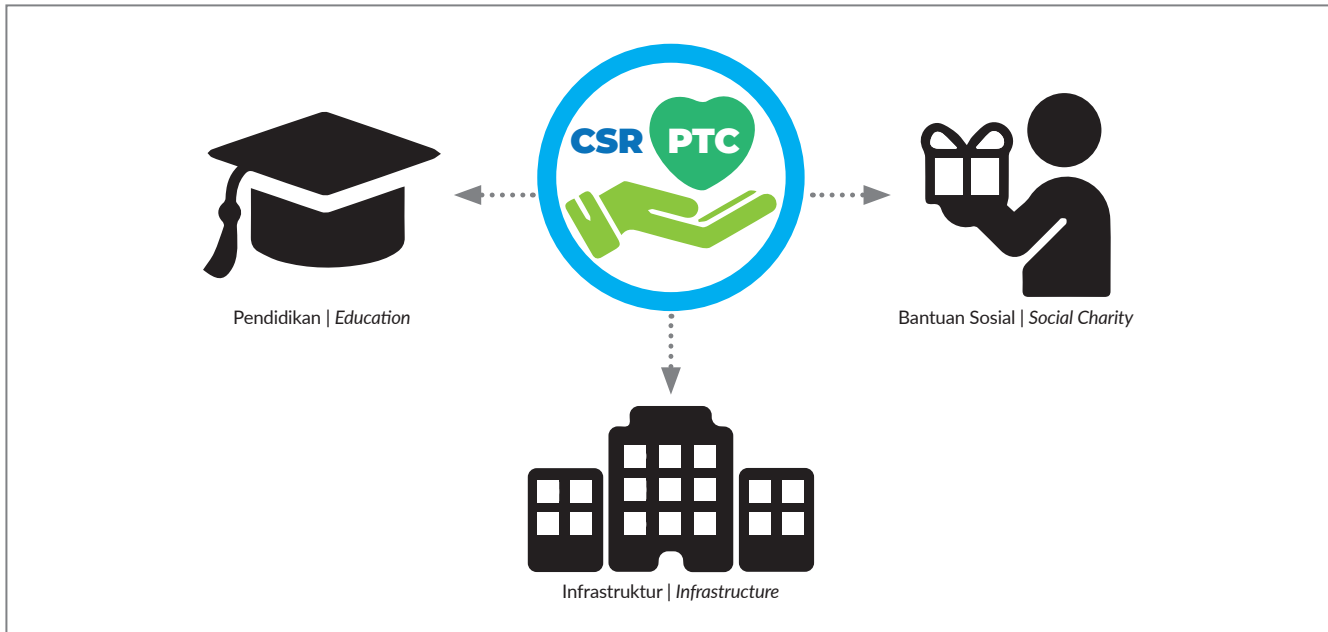 CSR PTC
Pendidikan | Education
Bantuan Sosial | Social Charity
Infrastruktur | Infrastructure